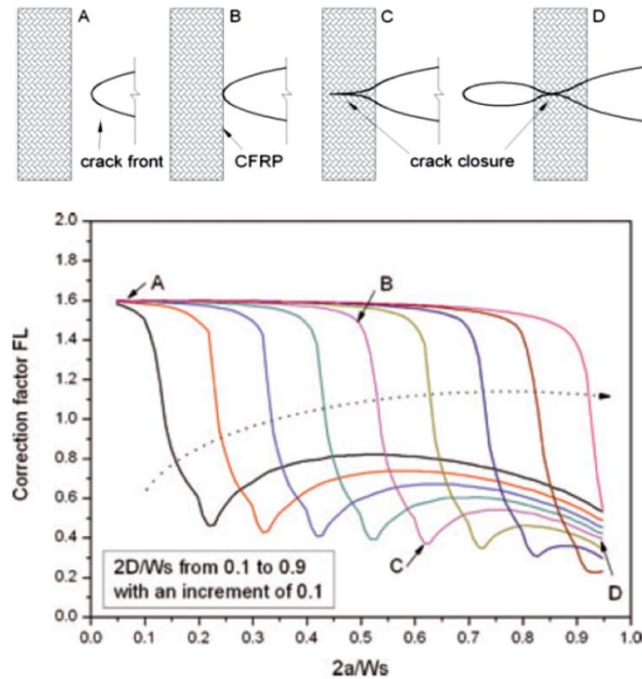 A
B
C
D
crack front
CFRP
crack closure
2.0
1.8
1.6
1.4
1.2
1.0
0.8
0.6
0.4
0.2
0.0
Correction factor FL
A
B
C
D
2D/Ws from 0.1 to 0.9
with an increment of 0.1
0.0 0.1 0.2 0.3 0.4 0.5 0.6 0.7 0.8 0.9 1.0
2a/Ws